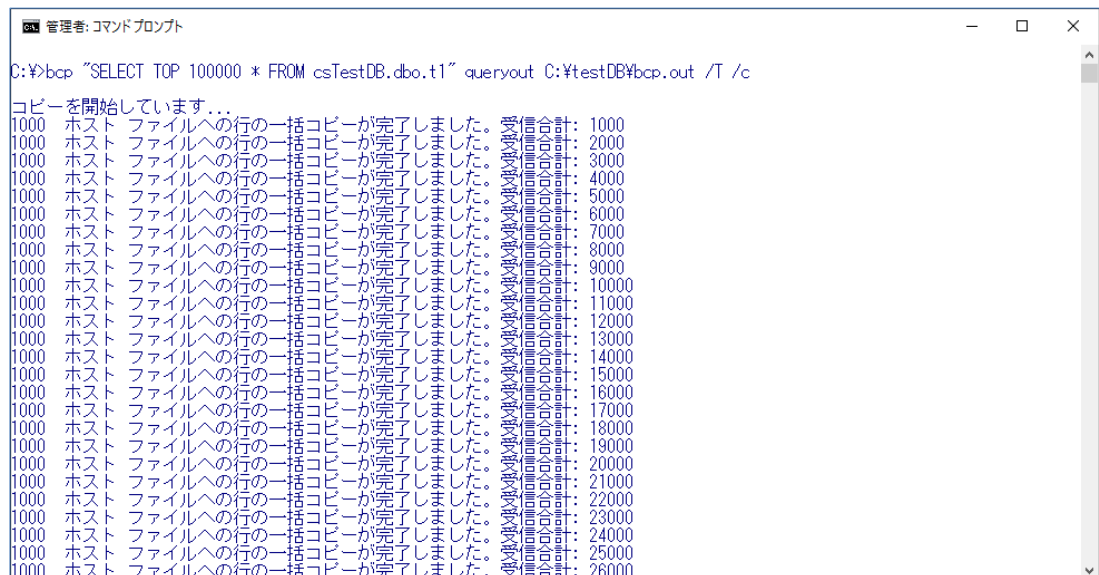 管理者: コマンド プロンプト
C:¥>bcp "SELECT TOP 100000 * FROM csTestDB.dbo.t1" queryout C:¥testDB¥bcp.out /T /c
コピーを開始しています...
1000 ホスト ファイルへの行の一括コピーが完了しました。受信合計: 1000
1000 ホスト ファイルへの行の一括コピーが完了しました。受信合計: 2000
1000 ホスト ファイルへの行の一括コピーが完了しました。受信合計: 3000
1000 ホスト ファイルへの行の一括コピーが完了しました。受信合計: 4000
1000 ホスト ファイルへの行の一括コピーが完了しました。受信合計: 5000
1000 ホスト ファイルへの行の一括コピーが完了しました。受信合計: 6000
1000 ホスト ファイルへの行の一括コピーが完了しました。受信合計: 7000
1000 ホスト ファイルへの行の一括コピーが完了しました。受信合計: 8000
1000 ホスト ファイルへの行の一括コピーが完了しました。受信合計: 9000
1000 ホスト ファイルへの行の一括コピーが完了しました。受信合計: 10000
1000 ホスト ファイルへの行の一括コピーが完了しました。受信合計: 11000
1000 ホスト ファイルへの行の一括コピーが完了しました。受信合計: 12000
1000 ホスト ファイルへの行の一括コピーが完了しました。受信合計: 13000
1000 ホスト ファイルへの行の一括コピーが完了しました。受信合計: 14000
1000 ホスト ファイルへの行の一括コピーが完了しました。受信合計: 15000
1000 ホスト ファイルへの行の一括コピーが完了しました。受信合計: 16000
1000 ホスト ファイルへの行の一括コピーが完了しました。受信合計: 17000
1000 ホスト ファイルへの行の一括コピーが完了しました。受信合計: 18000
1000 ホスト ファイルへの行の一括コピーが完了しました。受信合計: 19000
1000 ホスト ファイルへの行の一括コピーが完了しました。受信合計: 20000
1000 ホスト ファイルへの行の一括コピーが完了しました。受信合計: 21000
1000 ホスト ファイルへの行の一括コピーが完了しました。受信合計: 22000
1000 ホスト ファイルへの行の一括コピーが完了しました。受信合計: 23000
1000 ホスト ファイルへの行の一括コピーが完了しました。受信合計: 24000
1000 ホスト ファイルへの行の一括コピーが完了しました。受信合計: 25000
1000 ホスト ファイルへの行の一括コピーが完了しました。受信合計: 26000